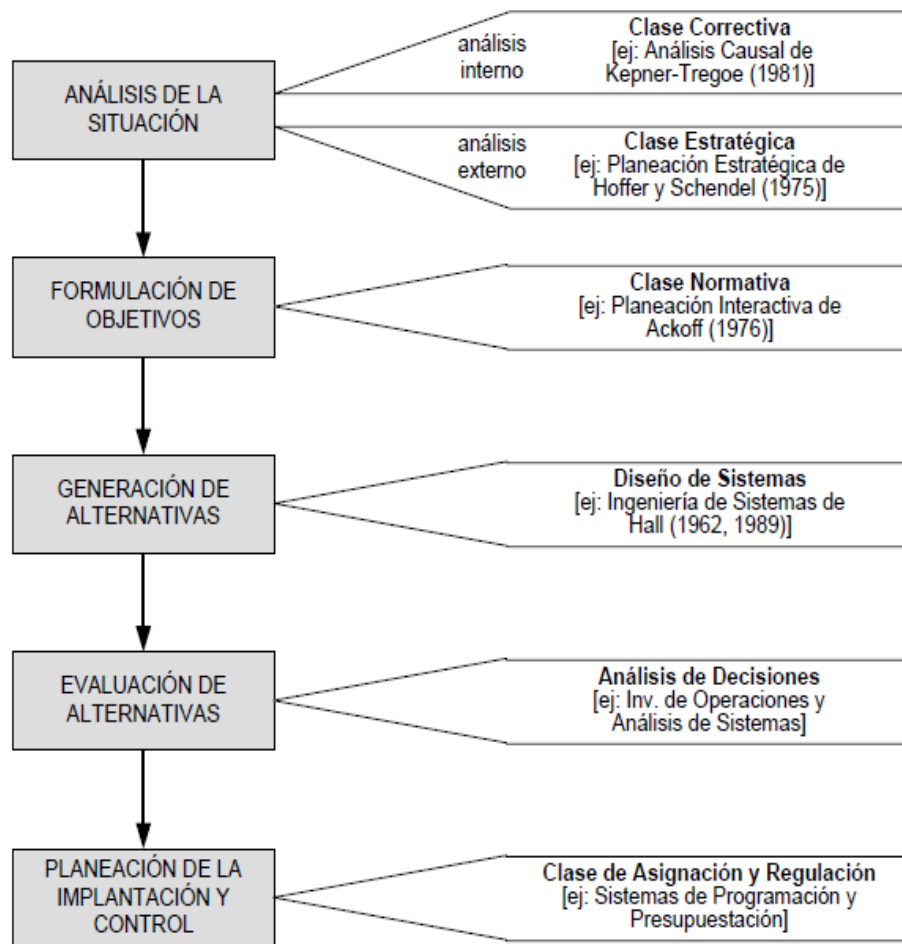 ANÁLISIS DE LA
SITUACIÓN
análisis
interno
Clase Correctiva
[ej: Análisis Causal de
Kepner-Tregoe (1981)]
análisis
externo
Clase Estratégica
[ej: Planeación Estratégica de
Hoffer y Schendel (1975)]
FORMULACIÓN DE
OBJETIVOS
Clase Normativa
[ej: Planeación Interactiva de
Ackoff (1976)]
GENERACIÓN DE
ALTERNATIVAS
Diseño de Sistemas
[ej: Ingeniería de Sistemas de
Hall (1962, 1989)]
EVALUACIÓN DE
ALTERNATIVAS
Análisis de Decisiones
[ej: Inv. de Operaciones y
Análisis de Sistemas]
PLANEACIÓN DE LA
IMPLANTACIÓN Y
CONTROL
Clase de Asignación y Regulación
[ej: Sistemas de Programación y
Presupuestación]